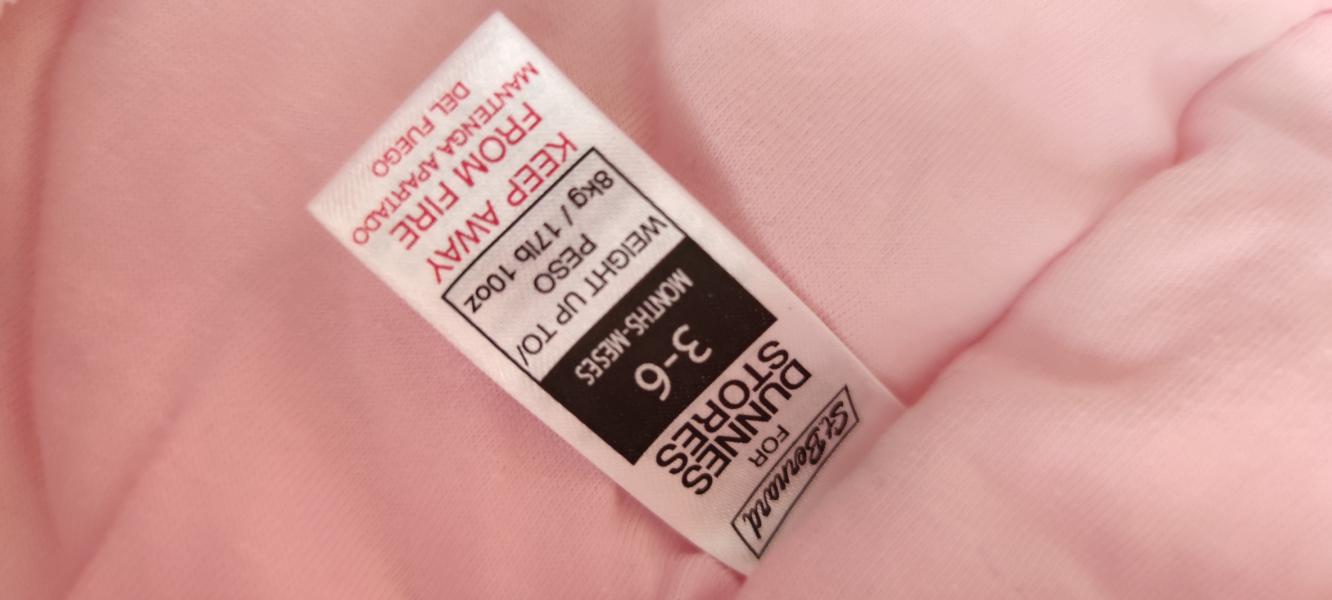 St.Bernard
FOR
DUNNES
STORES
3-6
MONTHS-MESES
WEIGHT UP TO/
PESO
8kg / 17lb 10oz
KEEP AWAY
FROM FIRE
MANTENGA APARTADO
DEL FUEGO